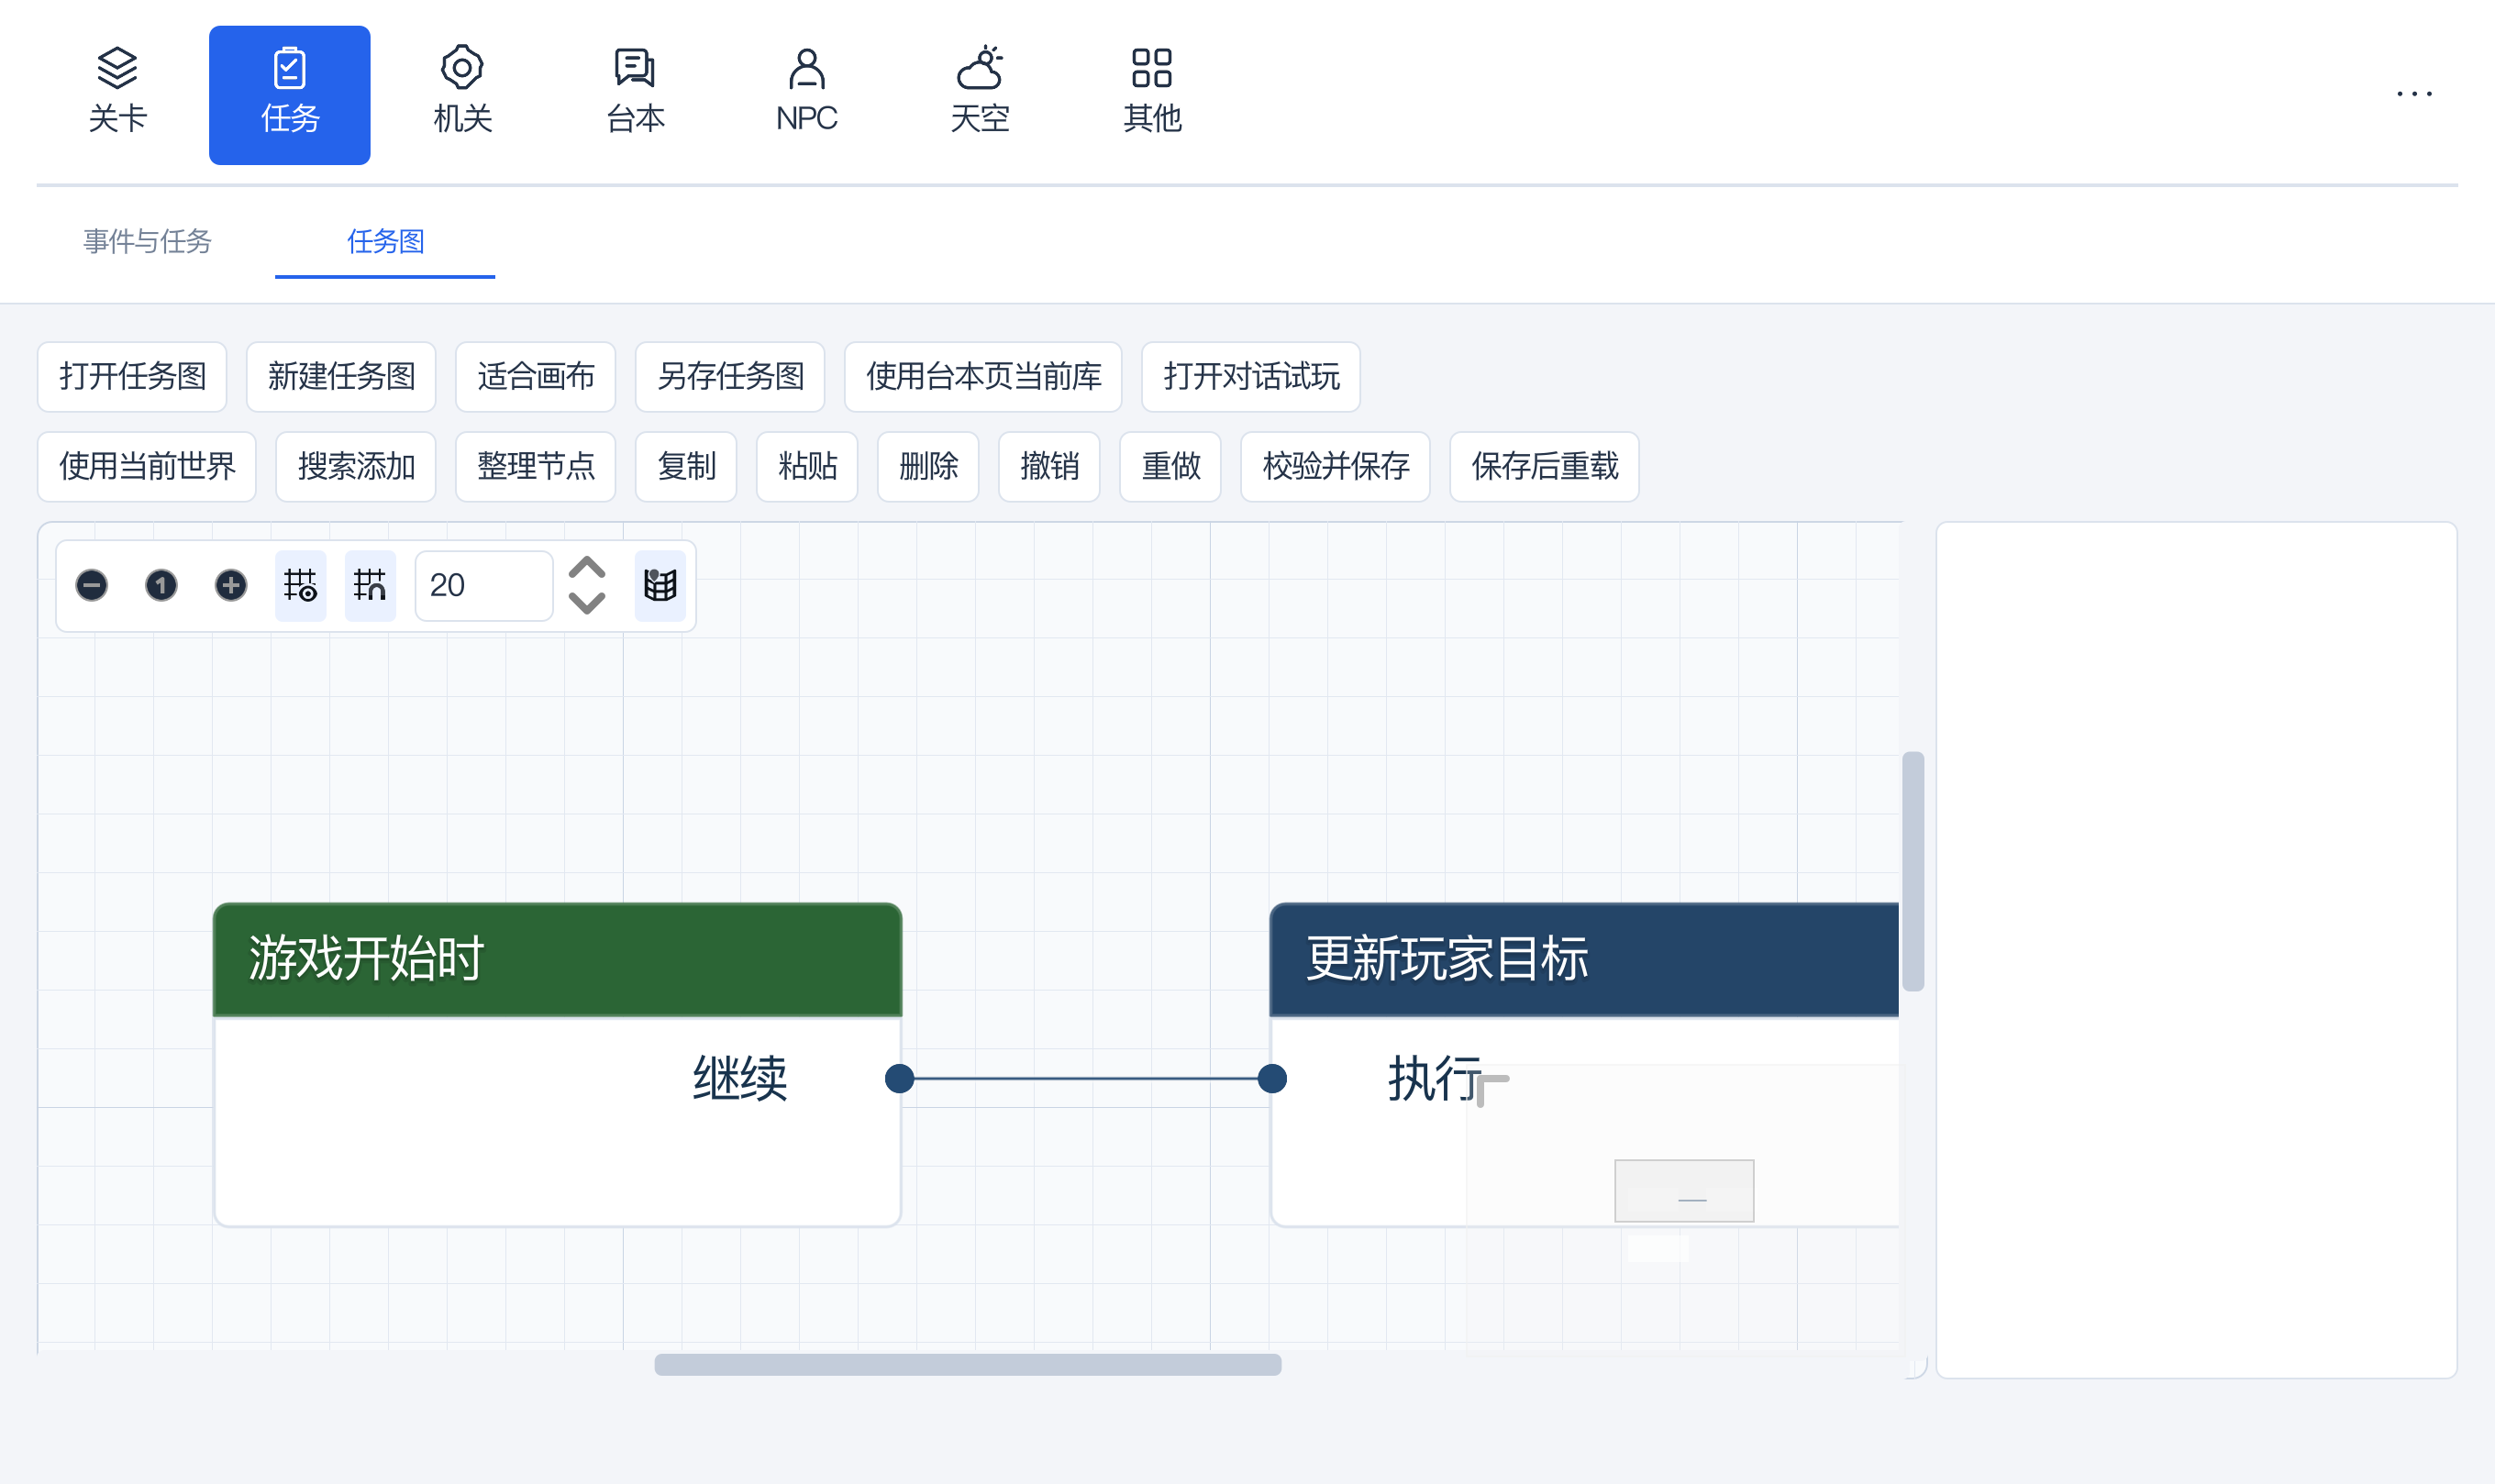 关卡 任务 机关 台本 NPC 天空 其他 ...
事件与任务 任务图
打开任务图 新建任务图 适合画布 另存任务图 使用台本页当前库 打开对话试玩
使用当前世界 搜索添加 整理节点 复制 粘贴 删除 撤销 重做 校验并保存 保存后重载
1 20
游戏开始时 更新玩家目标
继续 执行